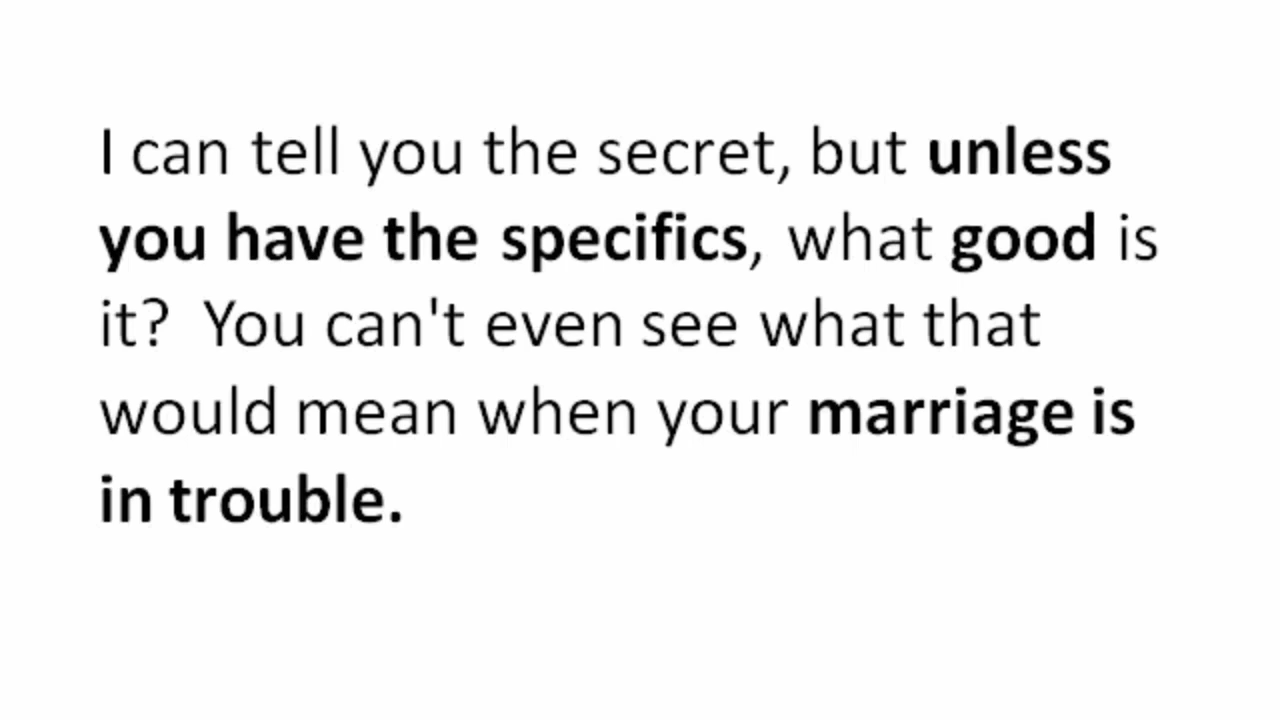 I can tell you the secret, but unless
you have the specifics, what good is
it?  You can't even see what that
would mean when your marriage is
in trouble.